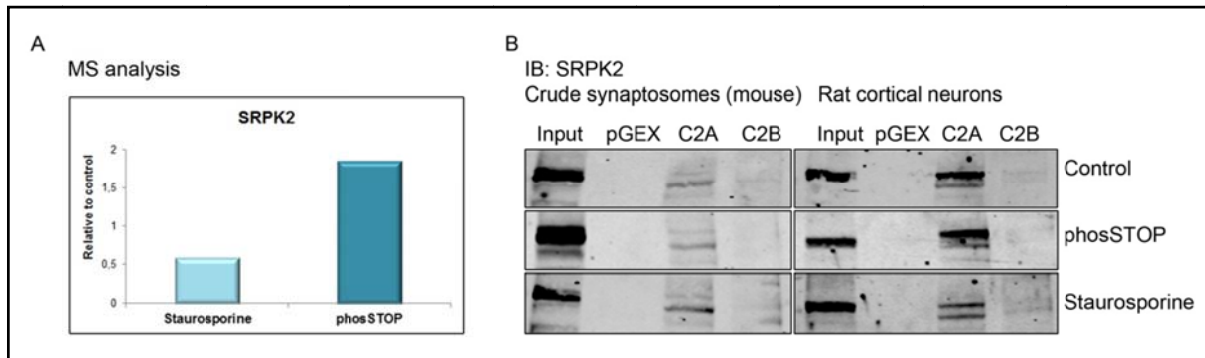 A
MS analysis
SRPK2
Relative to control
2
1,5
1
0,5
0
Staurosporine
phosSTOP
B
IB: SRPK2
Crude synaptosomes (mouse) Rat cortical neurons
Input pGEX C2A C2B Input pGEX C2A C2B
Control
phosSTOP
Staurosporine